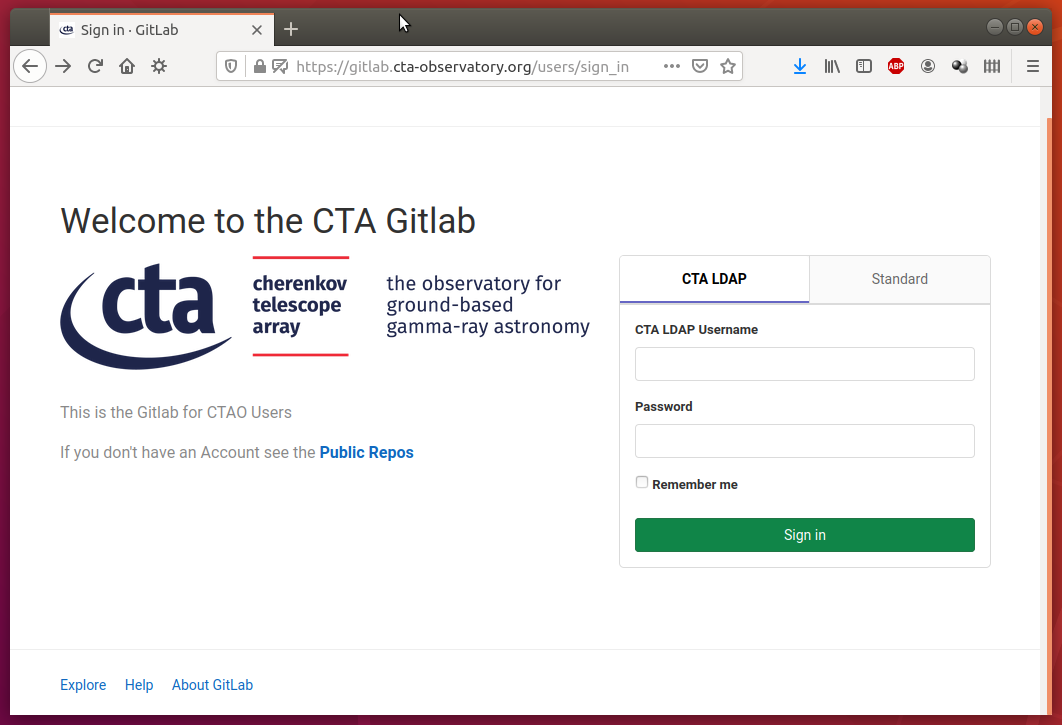 Sign in · GitLab
https://gitlab.cta-observatory.org/users/sign_in
ABP
Welcome to the CTA Gitlab
cta
cherenkov
telescope
array
the observatory for
ground-based
gamma-ray astronomy
This is the Gitlab for CTAO Users
If you don't have an Account see the Public Repos
CTA LDAP
Standard
CTA LDAP Username
Password
Remember me
Sign in
Explore
Help
About GitLab